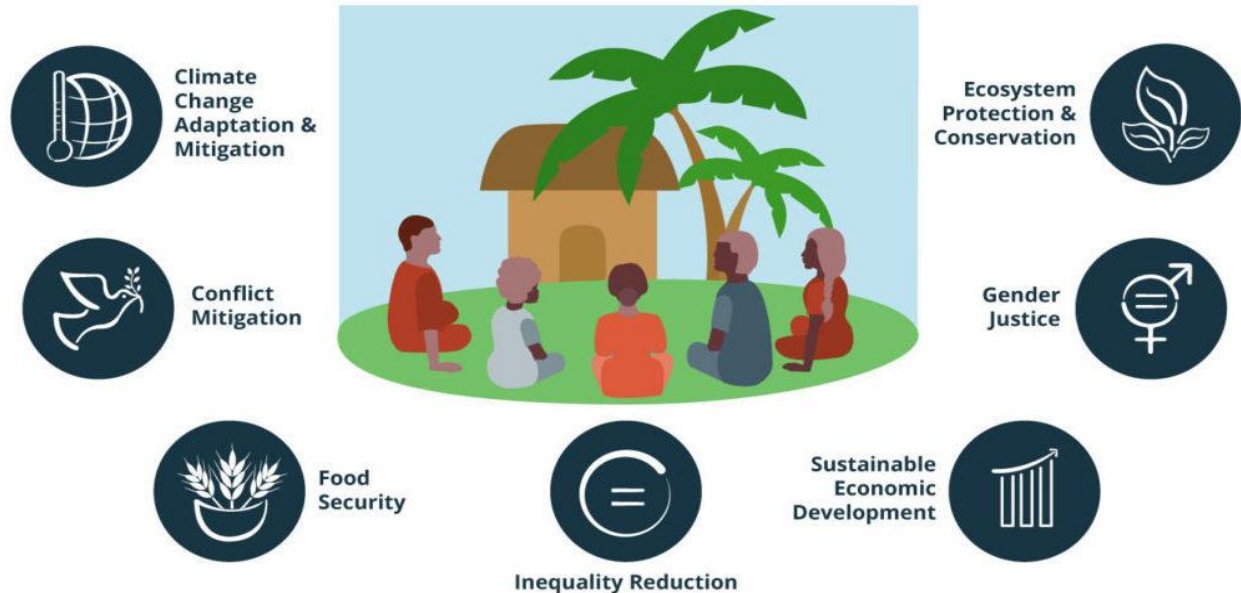 Climate
Change
Adaptation &
Mitigation
Ecosystem
Protection &
Conservation
Conflict
Mitigation
Gender
Justice
Food
Security
Sustainable
Economic
Development
Inequality Reduction